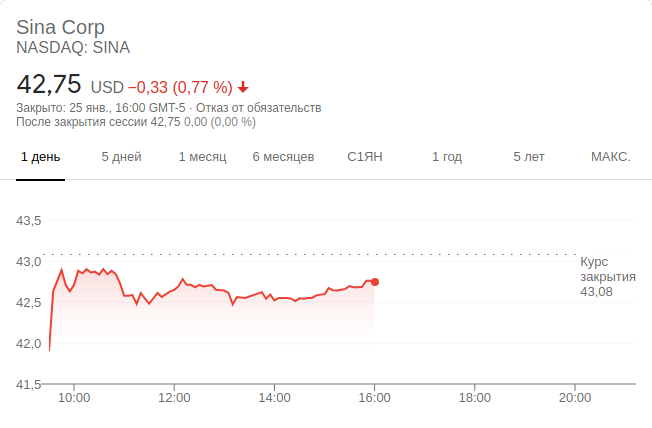 Sina Corp
NASDAQ: SINA
42,75 USD −0,33 (0,77 %)
Закрыто: 25 янв., 16:00 GMT-5 · Отказ от обязательств
После закрытия сессии 42,75 0,00 (0,00 %)
1 день 5 дней 1 месяц 6 месяцев С1ЯН 1 год 5 лет МАКС.
43,5
43,0
42,5
42,0
41,5
Курс
закрытия
43,08
10:00 12:00 14:00 16:00 18:00 20:00